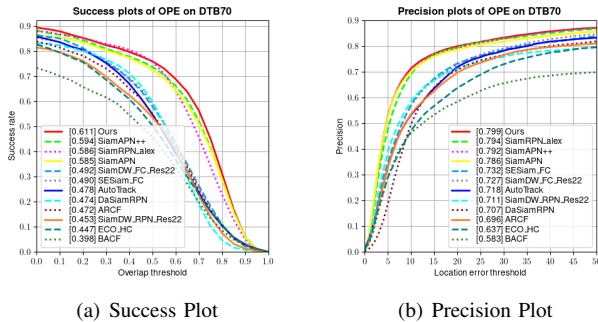 Success plots of OPE on DTB70
0.9
0.8
0.7
0.6
0.5
0.4
0.3
0.2
0.1
0.0
Success rate
[0.611] Ours
[0.594] SiamAPN++
[0.586] SiamRPN_alex
[0.585] SiamAPN
[0.492] SiamDW_FC_Res22
[0.490] SESiam_FC
[0.478] AutoTrack
[0.474] DaSiamRPN
[0.472] ARCF
[0.453] SiamDW_RPN_Res22
[0.447] ECO_HC
[0.398] BACF
0.0 0.1 0.2 0.3 0.4 0.5 0.6 0.7 0.8 0.9 1.0
Overlap threshold
(a) Success Plot
Precision plots of OPE on DTB70
0.9
0.8
0.7
0.6
0.5
0.4
0.3
0.2
0.1
0.0
Precision
[0.799] Ours
[0.794] SiamRPN_alex
[0.792] SiamAPN++
[0.786] SiamAPN
[0.732] SESiam_FC
[0.727] SiamDW_FC_Res22
[0.718] AutoTrack
[0.711] SiamDW_RPN_Res22
[0.707] DaSiamRPN
[0.696] ARCF
[0.637] ECO_HC
[0.583] BACF
0 5 10 15 20 25 30 35 40 45 50
Location error threshold
(b) Precision Plot